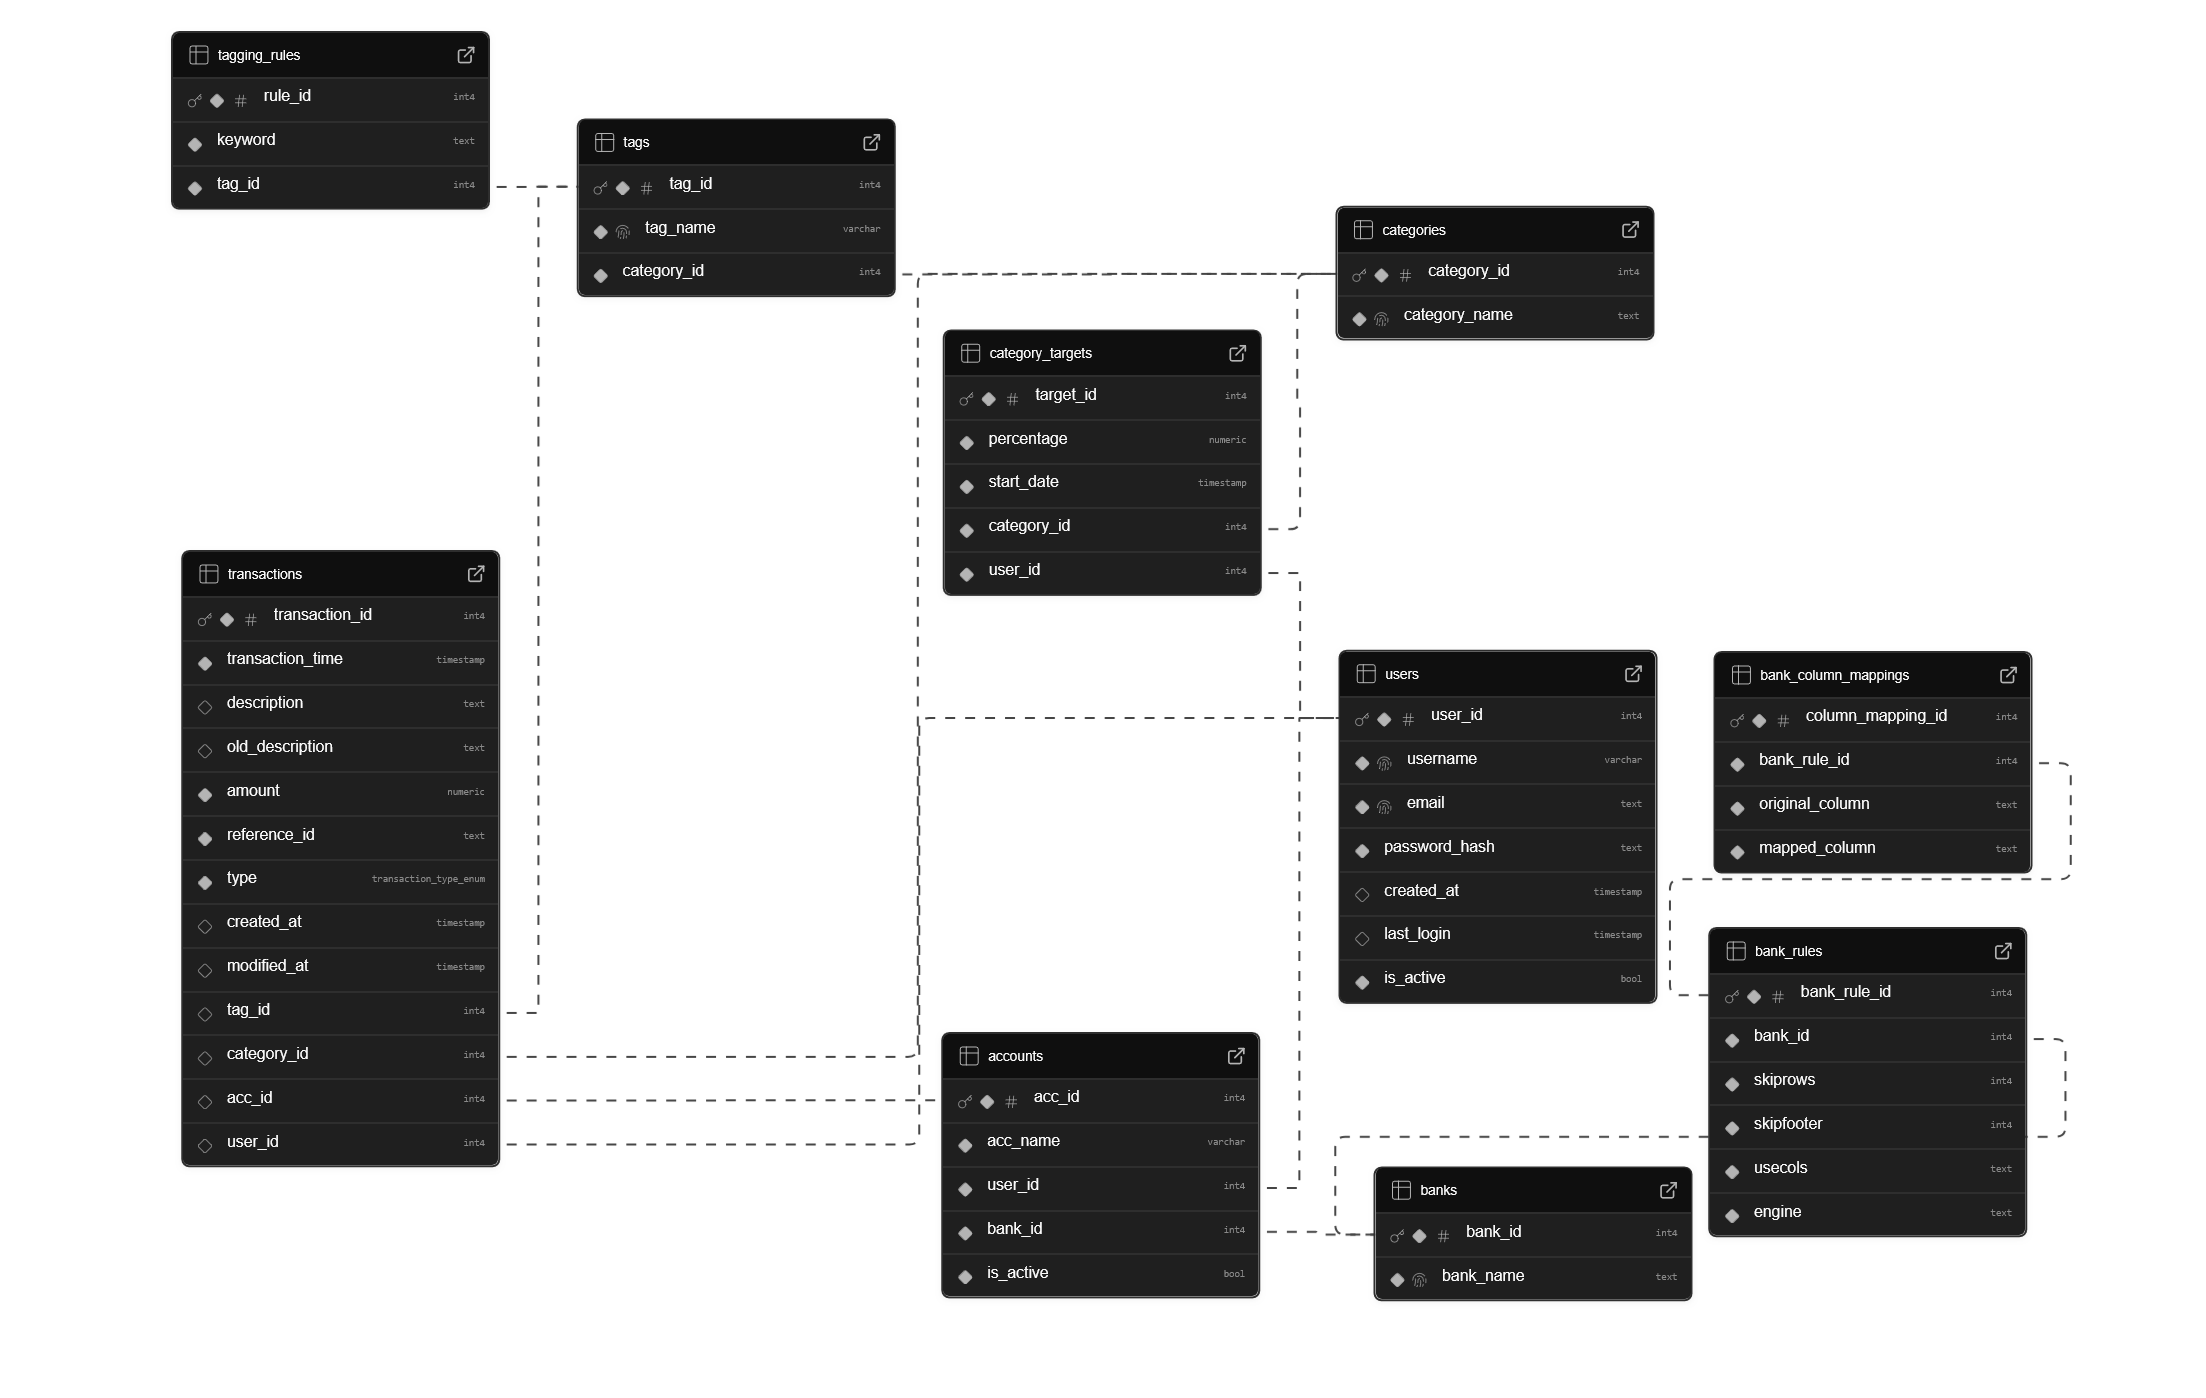 tagging_rules
rule_id int4
keyword text
tag_id int4
tags
tag_id int4
tag_name varchar
category_id int4
categories
category_id int4
category_name text
category_targets
target_id int4
percentage numeric
start_date timestamp
category_id int4
user_id int4
transactions
transaction_id int4
transaction_time timestamp
description text
old_description text
amount numeric
reference_id text
type transaction_type_enum
created_at timestamp
modified_at timestamp
tag_id int4
category_id int4
acc_id int4
user_id int4
users
user_id int4
username varchar
email text
password_hash text
created_at timestamp
last_login timestamp
is_active bool
bank_column_mappings
column_mapping_id int4
bank_rule_id int4
original_column text
mapped_column text
bank_rules
bank_rule_id int4
bank_id int4
skiprows int4
skipfooter int4
usecols text
engine text
accounts
acc_id int4
acc_name varchar
user_id int4
bank_id int4
is_active bool
banks
bank_id int4
bank_name text